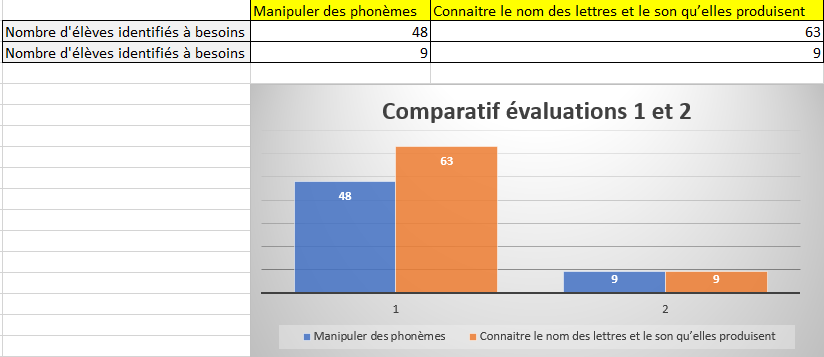 Manipuler des phonèmes Connaitre le nom des lettres et le son qu’elles produisent
Nombre d'élèves identifiés à besoins 48 63
Nombre d'élèves identifiés à besoins 9 9
Comparatif évaluations 1 et 2
63
48
9 9
1 2
Manipuler des phonèmes Connaitre le nom des lettres et le son qu’elles produisent